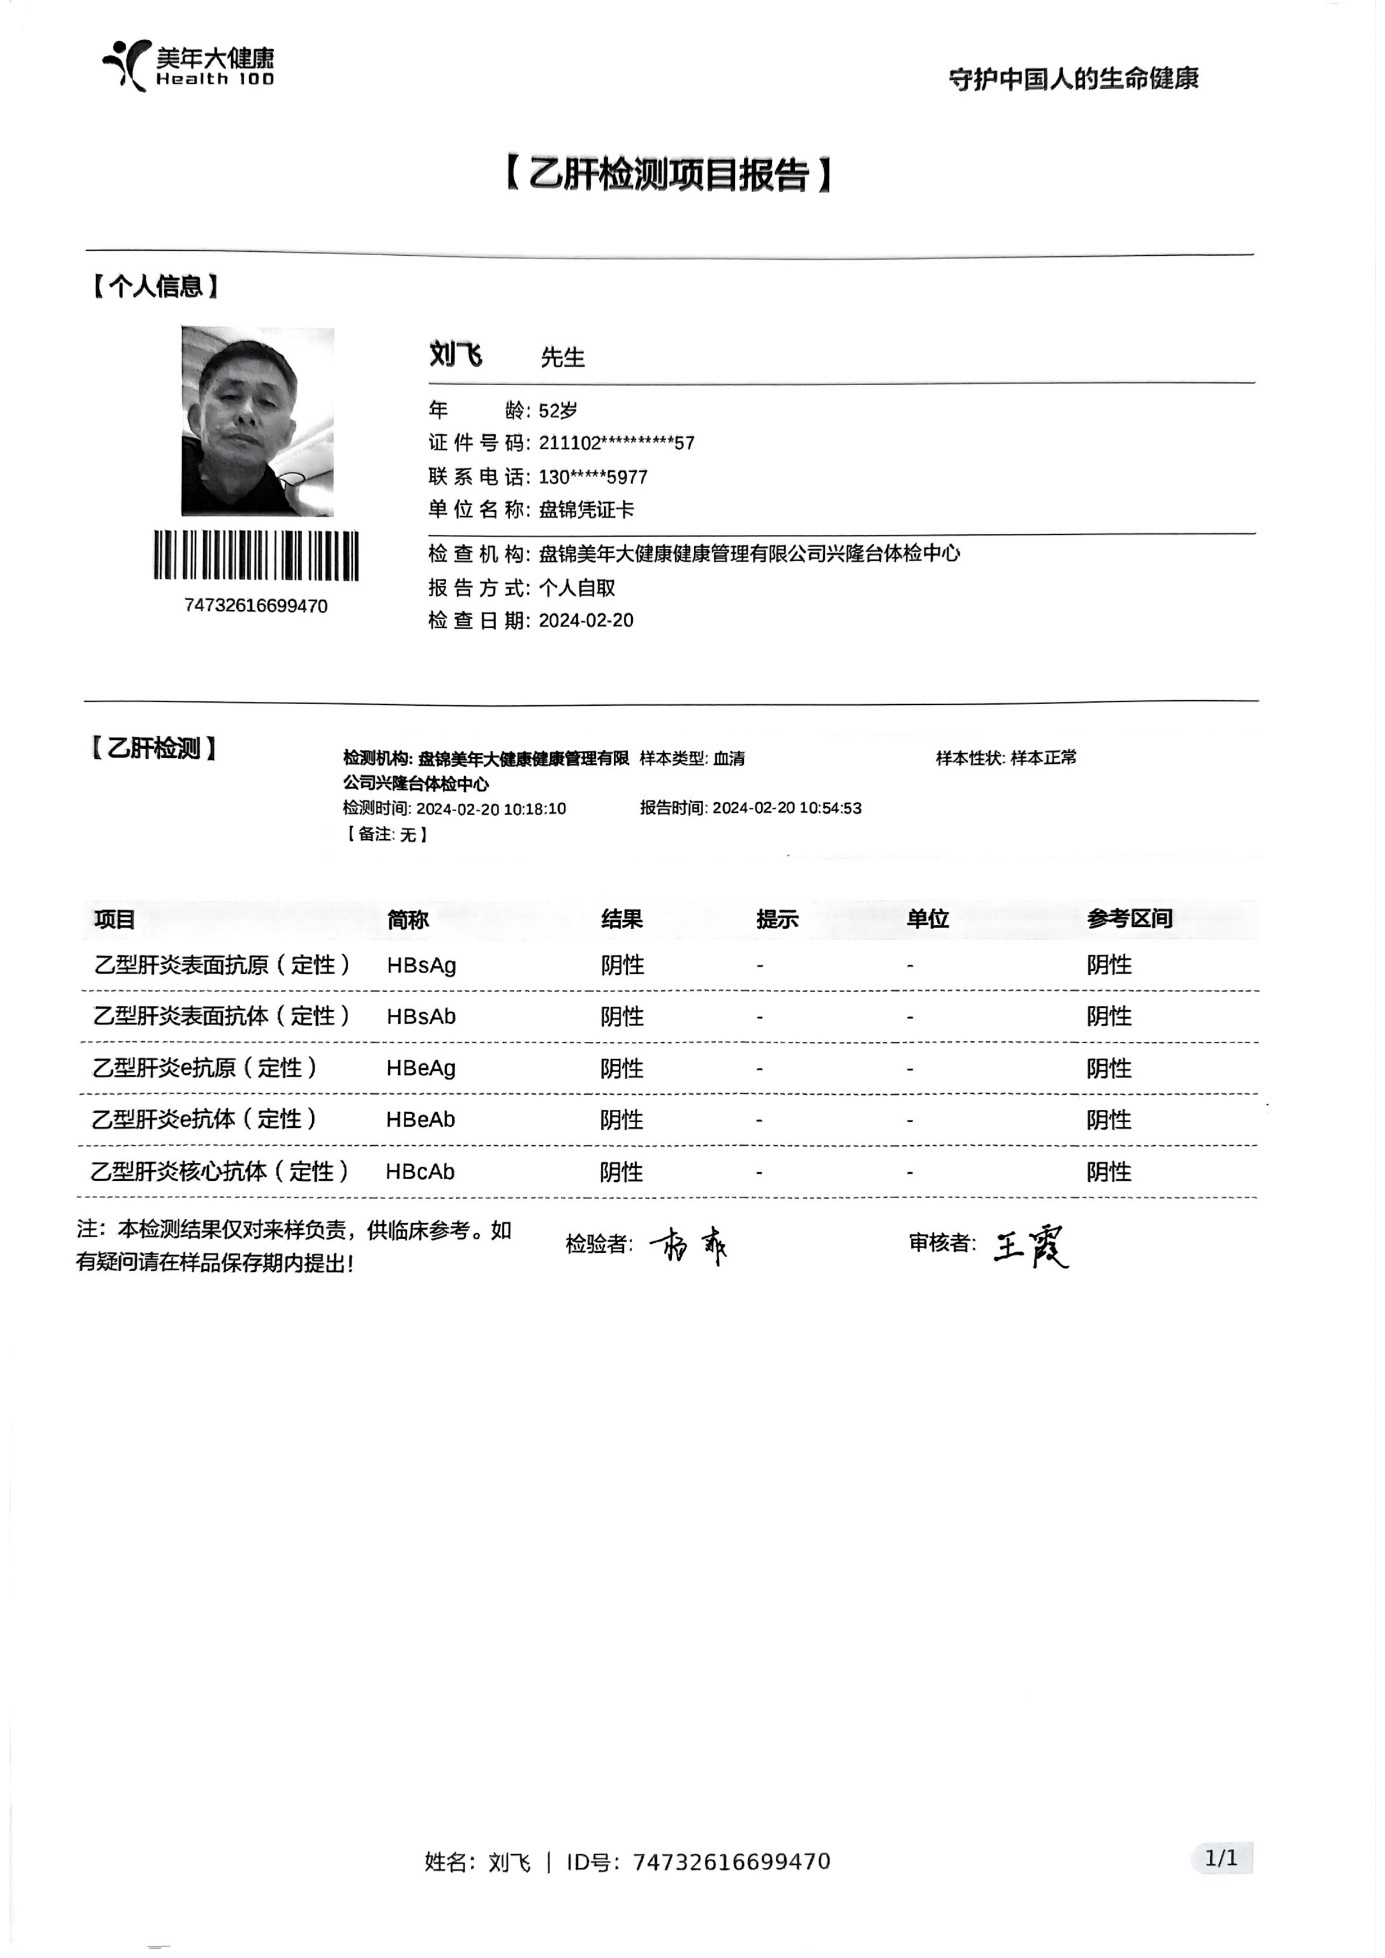 美年大健康
Health 100
守护中国人的生命健康
【乙肝检测项目报告】
【个人信息】
刘飞 先生
年 龄: 52岁
证件号码: 211102**********57
联系电话: 130*****5977
单位名称: 盘锦凭证卡
检查机构: 盘锦美年大健康健康管理有限公司兴隆台体检中心
报告方式: 个人自取
检查日期: 2024-02-20
74732616699470
【乙肝检测】
检测机构: 盘锦美年大健康健康管理有限 样本类型: 血清 样本性状: 样本正常
公司兴隆台体检中心
检测时间: 2024-02-20 10:18:10 报告时间: 2024-02-20 10:54:53
【备注: 无】
项目 简称 结果 提示 单位 参考区间
乙型肝炎表面抗原（定性） HBsAg 阴性 - - 阴性
乙型肝炎表面抗体（定性） HBsAb 阴性 - - 阴性
乙型肝炎e抗原（定性） HBeAg 阴性 - - 阴性
乙型肝炎e抗体（定性） HBeAb 阴性 - - 阴性
乙型肝炎核心抗体（定性） HBcAb 阴性 - - 阴性
注：本检测结果仅对来样负责，供临床参考。如
有疑问请在样品保存期内提出！
检验者: 杨
审核者: 王霞
姓名：刘飞 | ID号：74732616699470
1/1